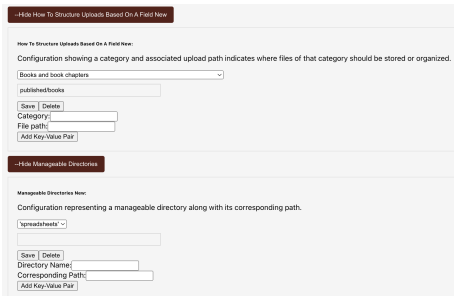 --Hide How To Structure Uploads Based On A Field New
How To Structure Uploads Based On A Field New:
Configuration showing a category and associated upload path indicates where files of that category should be stored or organized.
Books and book chapters
published/books
Save Delete
Category:
File path:
Add Key-Value Pair
--Hide Manageable Directories
Manageable Directories New:
Configuration representing a manageable directory along with its corresponding path.
'spreadsheets'
Save Delete
Directory Name:
Corresponding Path:
Add Key-Value Pair